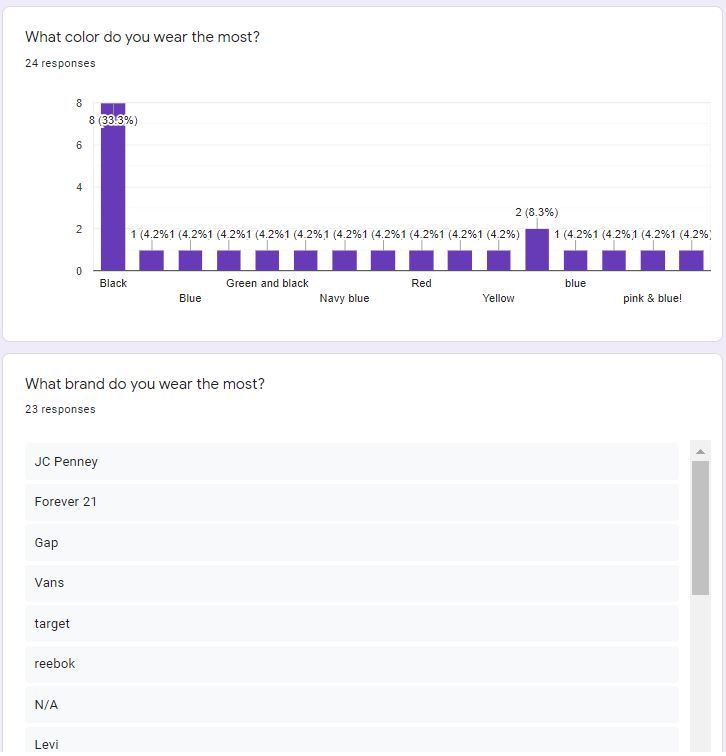 What color do you wear the most?
24 responses
8
8 (33.3%)
6
4
2 (8.3%)
2
1 (4.2%1 (4.2%1 (4.2%1 (4.2%1 (4.2%1 (4.2%1 (4.2%1 (4.2%1 (4.2%1 (4.2%) 1 (4.2%1 (4.2%1 (4.2%1 (4.2%)
0
Black Green and black Red blue
Blue Navy blue Yellow pink & blue!
What brand do you wear the most?
23 responses
JC Penney
Forever 21
Gap
Vans
target
reebok
N/A
Levi